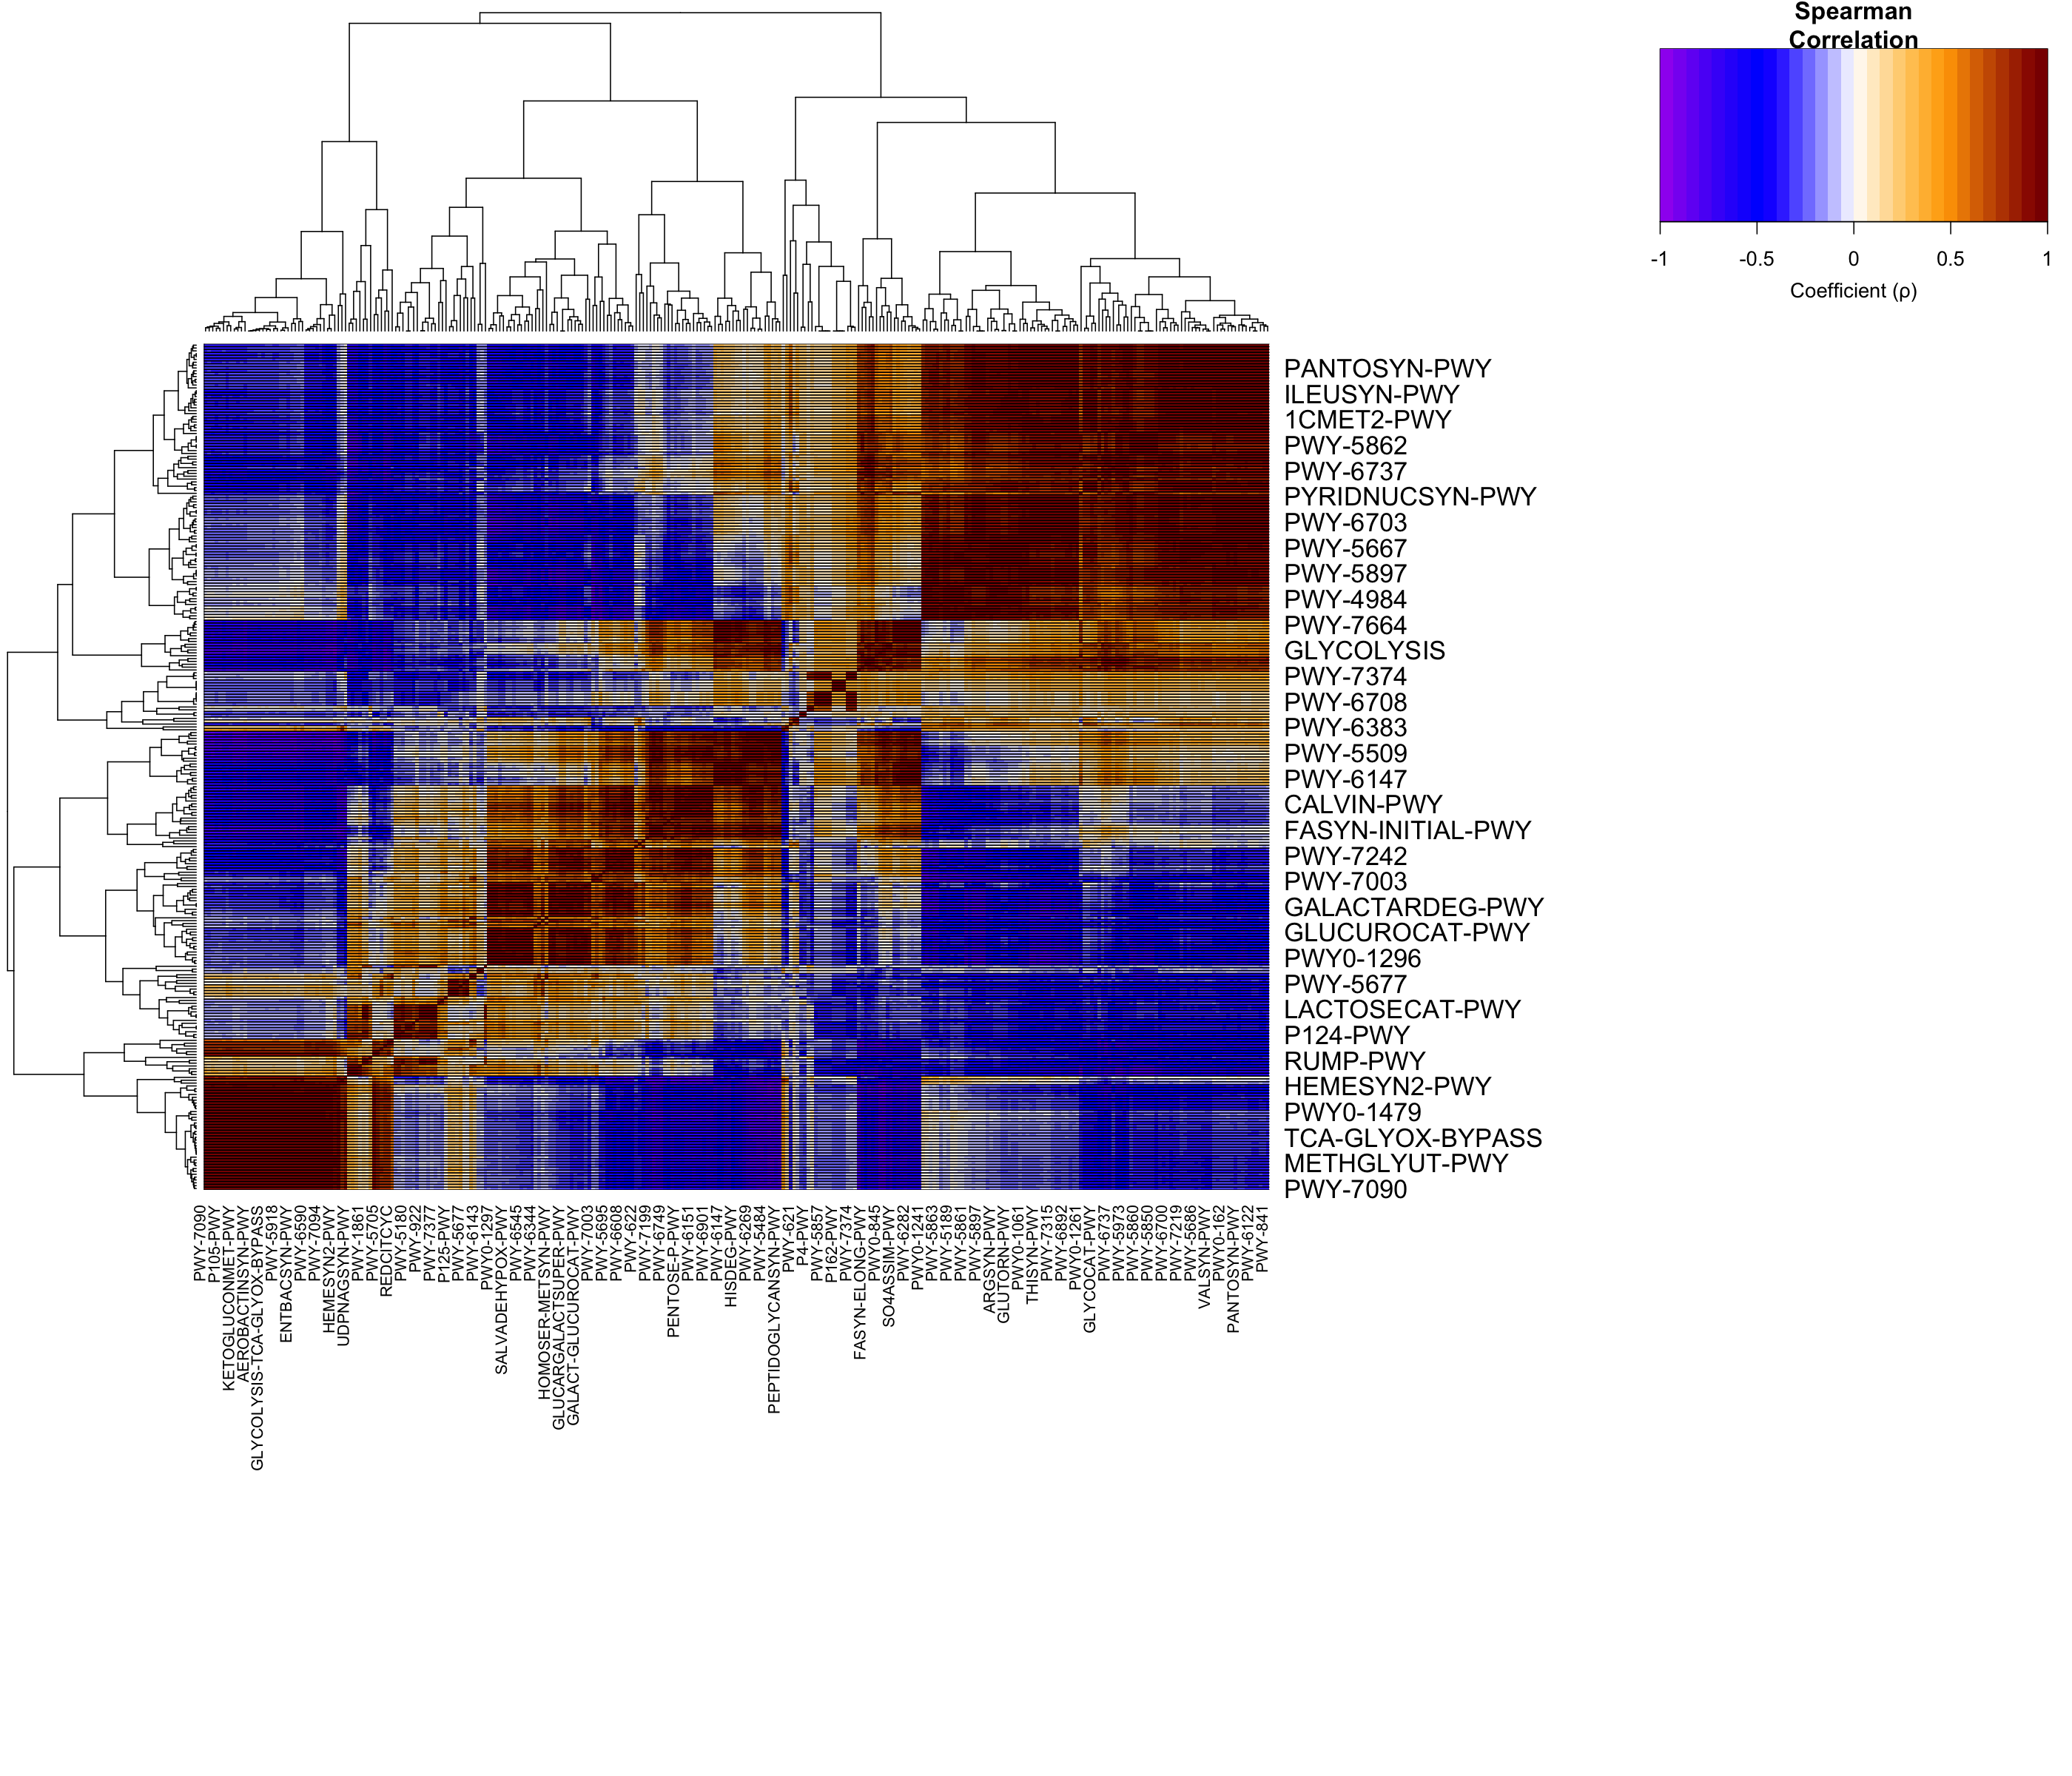 Spearman
Correlation
-1
-0.5
0
0.5
1
Coefficient (ρ)
PANTOSYN-PWY
ILEUSYN-PWY
1CMET2-PWY
PWY-5862
PWY-6737
PYRIDNUCSYN-PWY
PWY-6703
PWY-5667
PWY-5897
PWY-4984
PWY-7664
GLYCOLYSIS
PWY-7374
PWY-6708
PWY-6383
PWY-5509
PWY-6147
CALVIN-PWY
FASYN-INITIAL-PWY
PWY-7242
PWY-7003
GALACTARDEG-PWY
GLUCUROCAT-PWY
PWY0-1296
PWY-5677
LACTOSECAT-PWY
P124-PWY
RUMP-PWY
HEMESYN2-PWY
PWY0-1479
TCA-GLYOX-BYPASS
METHGLYUT-PWY
PWY-7090
PWY-7090
P105-PWY
KETOGLUCONMET-PWY
AEROBACTINSYN-PWY
GLYCOLYSIS-TCA-GLYOX-BYPASS
PWY-5918
ENTBACSYN-PWY
PWY-6590
PWY-7094
HEMESYN2-PWY
UDPNAGSYN-PWY
PWY-1861
PWY-5705
REDCITCYC
PWY-5180
PWY-922
PWY-7377
P125-PWY
PWY-5677
PWY-6143
PWY0-1297
SALVADEHYPOX-PWY
PWY-6545
PWY-6344
HOMOSER-METSYN-PWY
GLUCARGALACTSUPER-PWY
GALACT-GLUCUROCAT-PWY
PWY-7003
PWY-5695
PWY-6608
PWY-622
PWY-7199
PWY-6749
PENTOSE-P-PWY
PWY-6151
PWY-6901
PWY-6147
HISDEG-PWY
PWY-6269
PWY-5484
PEPTIDOGLYCANSYN-PWY
PWY-621
P4-PWY
PWY-5857
P162-PWY
PWY-7374
FASYN-ELONG-PWY
PWY0-845
SO4ASSIM-PWY
PWY-6282
PWY0-1241
PWY-5863
PWY-5189
PWY-5861
PWY-5897
ARGSYN-PWY
GLUTORN-PWY
PWY0-1061
THISYN-PWY
PWY-7315
PWY-6892
PWY0-1261
GLYCOCAT-PWY
PWY-6737
PWY-5973
PWY-5860
PWY-5850
PWY-6700
PWY-7219
PWY-5686
VALSYN-PWY
PWY0-162
PANTOSYN-PWY
PWY-6122
PWY-841